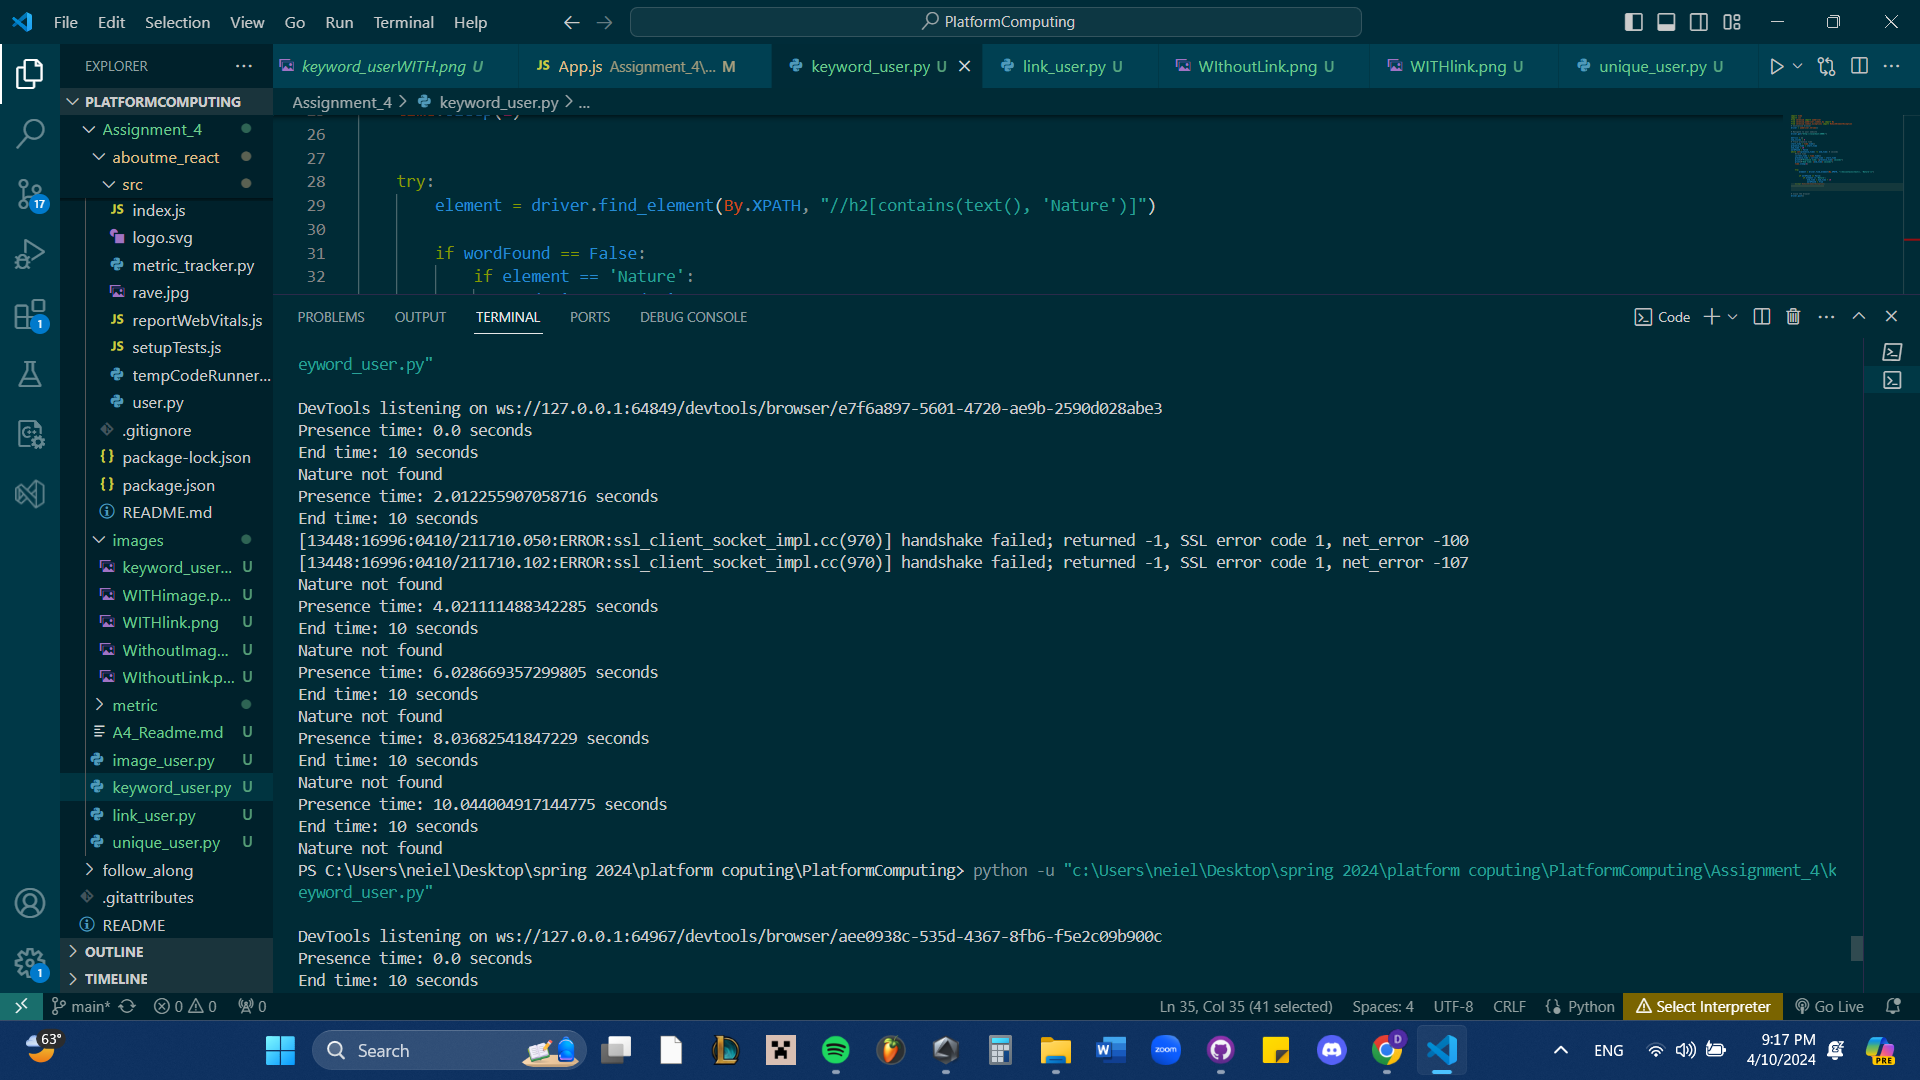 File Edit Selection View Go Run Terminal Help
PlatformComputing
EXPLORER
keyword_userWITH.png U
JS App.js Assignment_4\... M
keyword_user.py U
link_user.py U
WIthoutLink.png U
WITHlink.png U
unique_user.py U
PLATFORMCOMPUTING
Assignment_4
aboutme_react
src
JS index.js
logo.svg
metric_tracker.py
rave.jpg
JS reportWebVitals.js
JS setupTests.js
tempCodeRunner...
user.py
.gitignore
{} package-lock.json
{} package.json
README.md
images
keyword_user... U
WITHimage.p... U
WITHlink.png U
WithoutImag... U
WIthoutLink.p... U
metric
A4_Readme.md U
image_user.py U
keyword_user.py U
link_user.py U
unique_user.py U
follow_along
.gitattributes
README
OUTLINE
TIMELINE
17
1
1
Assignment_4 > keyword_user.py > ...
26
27
28 try:
29 element = driver.find_element(By.XPATH, "//h2[contains(text(), 'Nature')]")
30
31 if wordFound == False:
32 if element == 'Nature':
PROBLEMS OUTPUT TERMINAL PORTS DEBUG CONSOLE
Code
eyword_user.py"
DevTools listening on ws://127.0.0.1:64849/devtools/browser/e7f6a897-5601-4720-ae9b-2590d028abe3
Presence time: 0.0 seconds
End time: 10 seconds
Nature not found
Presence time: 2.012255907058716 seconds
End time: 10 seconds
[13448:16996:0410/211710.050:ERROR:ssl_client_socket_impl.cc(970)] handshake failed; returned -1, SSL error code 1, net_error -100
[13448:16996:0410/211710.102:ERROR:ssl_client_socket_impl.cc(970)] handshake failed; returned -1, SSL error code 1, net_error -107
Nature not found
Presence time: 4.021111488342285 seconds
End time: 10 seconds
Nature not found
Presence time: 6.028669357299805 seconds
End time: 10 seconds
Nature not found
Presence time: 8.03682541847229 seconds
End time: 10 seconds
Nature not found
Presence time: 10.044004917144775 seconds
End time: 10 seconds
Nature not found
PS C:\Users\neiel\Desktop\spring 2024\platform coputing\PlatformComputing> python -u "c:\Users\neiel\Desktop\spring 2024\platform coputing\PlatformComputing\Assignment_4\k
eyword_user.py"
DevTools listening on ws://127.0.0.1:64967/devtools/browser/aee0938c-535d-4367-8fb6-f5e2c09b900c
Presence time: 0.0 seconds
End time: 10 seconds
main* 0 0 0
Ln 35, Col 35 (41 selected) Spaces: 4 UTF-8 CRLF {} Python Select Interpreter Go Live
63°
Search
zoom
D
ENG
9:17 PM
4/10/2024
PRE